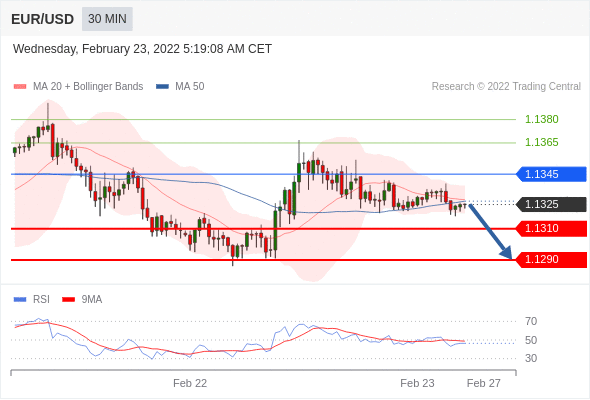 EUR/USD 30 MIN
Wednesday, February 23, 2022 5:19:08 AM CET
MA 20 + Bollinger Bands MA 50 Research © 2022 Trading Central
1.1380
1.1365
1.1345
1.1325
1.1310
1.1290
RSI 9MA
70
50
30
Feb 22 Feb 23 Feb 27